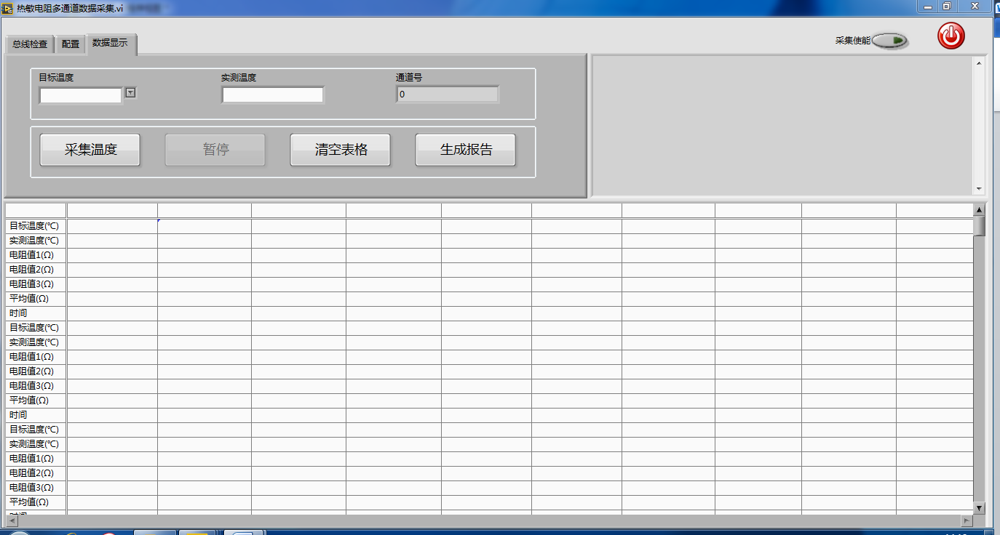 热敏电阻多通道数据采集.vi
总线检查 配置 数据显示
采集使能
目标温度 实测温度 通道号
0
采集温度 暂停 清空表格 生成报告
目标温度(℃)
实测温度(℃)
电阻值1(Ω)
电阻值2(Ω)
电阻值3(Ω)
平均值(Ω)
时间
目标温度(℃)
实测温度(℃)
电阻值1(Ω)
电阻值2(Ω)
电阻值3(Ω)
平均值(Ω)
时间
目标温度(℃)
实测温度(℃)
电阻值1(Ω)
电阻值2(Ω)
电阻值3(Ω)
平均值(Ω)